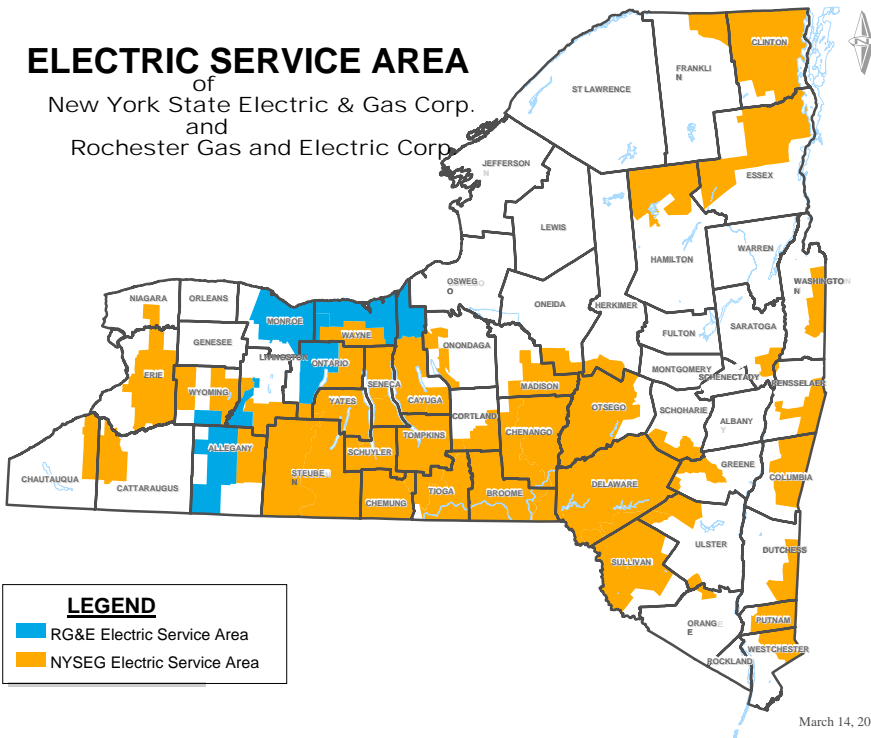 ELECTRIC SERVICE AREA
of
New York State Electric & Gas Corp.
and
Rochester Gas and Electric Corp.
CLINTON
FRANKLI
N
ST LAWRENCE
JEFFERSON
ESSEX
LEWIS
HAMILTON
WARREN
WASHINGTON
N
OSWEG
O
ONEIDA
HERKIMER
NIAGARA
ORLEANS
MONROE
WAYNE
FULTON
SARATOGA
GENESEE
ONONDAGA
LIVINGSTON
ONTARIO
MONTGOMERY
SCHENECTADY
RENSSELAER
ERIE
WYOMING
SENECA
MADISON
YATES
CAYUGA
OTSEGO
SCHOHARIE
CORTLAND
ALBANY
Y
TOMPKINS
CHENANGO
ALLEGANY
SCHUYLER
GREENE
CHAUTAUQUA
CATTARAUGUS
STEUBEN
N
CHEMUNG
TIOGA
BROOME
DELAWARE
COLUMBIA
ULSTER
DUTCHESS
SULLIVAN
ORANGE
E
PUTNAM
WESTCHESTER
ROCKLAND
LEGEND
RG&E Electric Service Area
NYSEG Electric Service Area
March 14, 20